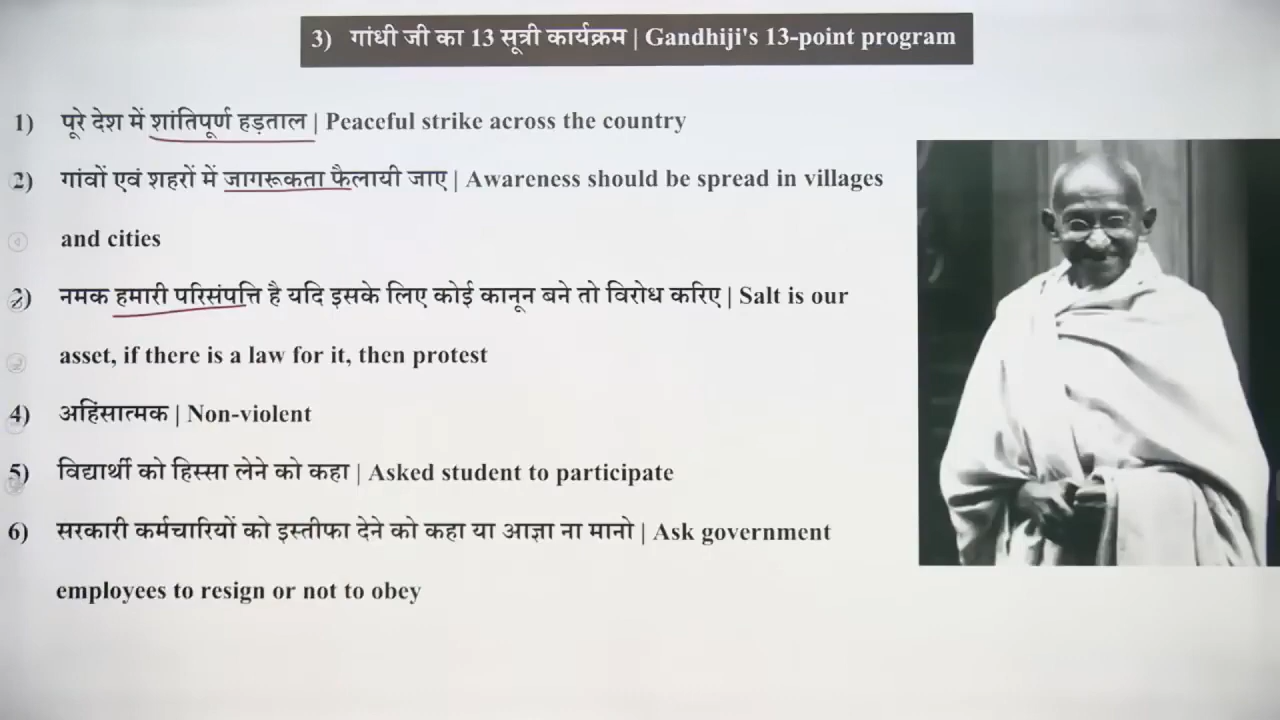 3) गांधी जी का 13 सूत्री कार्यक्रम | Gandhiji's 13-point program
1) पूरे देश में शांतिपूर्ण हड़ताल | Peaceful strike across the country
2) गांवों एवं शहरों में जागरूकता फैलायी जाए | Awareness should be spread in villages
and cities
3) नमक हमारी परिसंपत्ति है यदि इसके लिए कोई कानून बने तो विरोध करिए | Salt is our
asset, if there is a law for it, then protest
4) अहिंसात्मक | Non-violent
5) विद्यार्थी को हिस्सा लेने को कहा | Asked student to participate
6) सरकारी कर्मचारियों को इस्तीफा देने को कहा या आज्ञा ना मानो | Ask government
employees to resign or not to obey